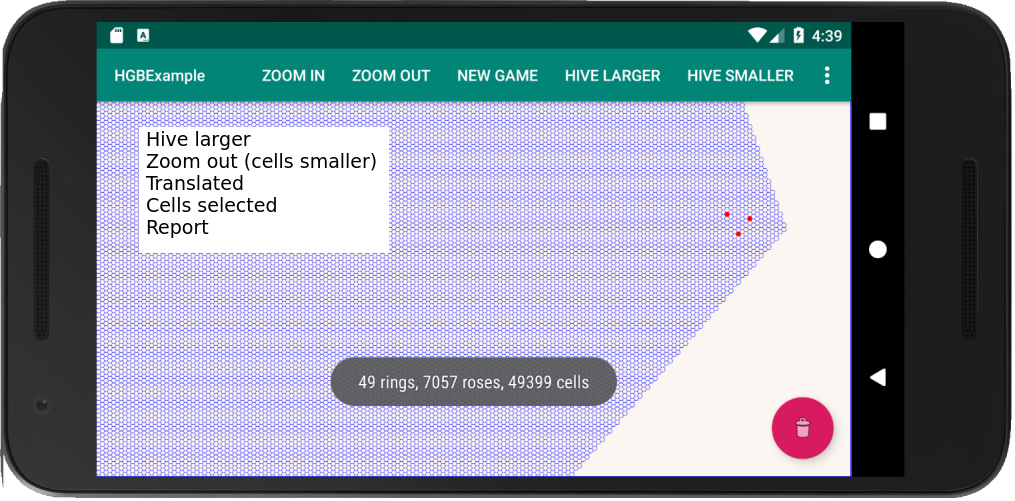 4:39
HGBExample ZOOM IN ZOOM OUT NEW GAME HIVE LARGER HIVE SMALLER
Hive larger
Zoom out (cells smaller)
Translated
Cells selected
Report
49 rings, 7057 roses, 49399 cells